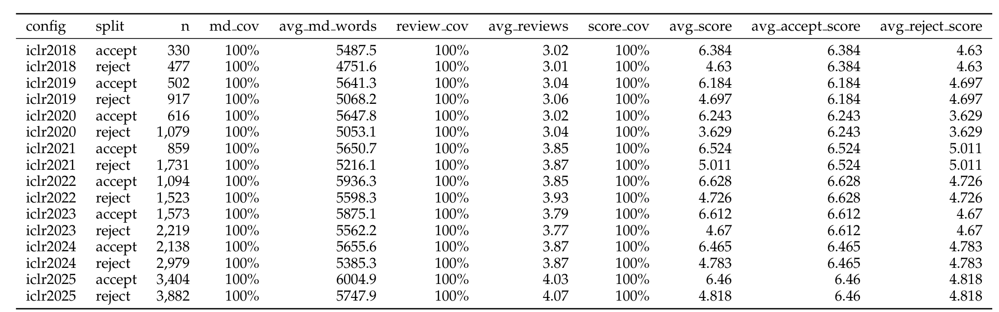 config split n md_cov avg_md_words review_cov avg_reviews score_cov avg_score avg_accept_score avg_reject_score
iclr2018 accept 330 100% 5487.5 100% 3.02 100% 6.384 6.384 4.63
iclr2018 reject 477 100% 4751.6 100% 3.01 100% 4.63 6.384 4.63
iclr2019 accept 502 100% 5641.3 100% 3.04 100% 6.184 6.184 4.697
iclr2019 reject 917 100% 5068.2 100% 3.06 100% 4.697 6.184 4.697
iclr2020 accept 616 100% 5647.8 100% 3.02 100% 6.243 6.243 3.629
iclr2020 reject 1,079 100% 5053.1 100% 3.04 100% 3.629 6.243 3.629
iclr2021 accept 859 100% 5650.7 100% 3.85 100% 6.524 6.524 5.011
iclr2021 reject 1,731 100% 5216.1 100% 3.87 100% 5.011 6.524 5.011
iclr2022 accept 1,094 100% 5936.3 100% 3.85 100% 6.628 6.628 4.726
iclr2022 reject 1,523 100% 5598.3 100% 3.93 100% 4.726 6.628 4.726
iclr2023 accept 1,573 100% 5875.1 100% 3.79 100% 6.612 6.612 4.67
iclr2023 reject 2,219 100% 5562.2 100% 3.77 100% 4.67 6.612 4.67
iclr2024 accept 2,138 100% 5655.6 100% 3.87 100% 6.465 6.465 4.783
iclr2024 reject 2,979 100% 5385.3 100% 3.87 100% 4.783 6.465 4.783
iclr2025 accept 3,404 100% 6004.9 100% 4.03 100% 6.46 6.46 4.818
iclr2025 reject 3,882 100% 5747.9 100% 4.07 100% 4.818 6.46 4.818